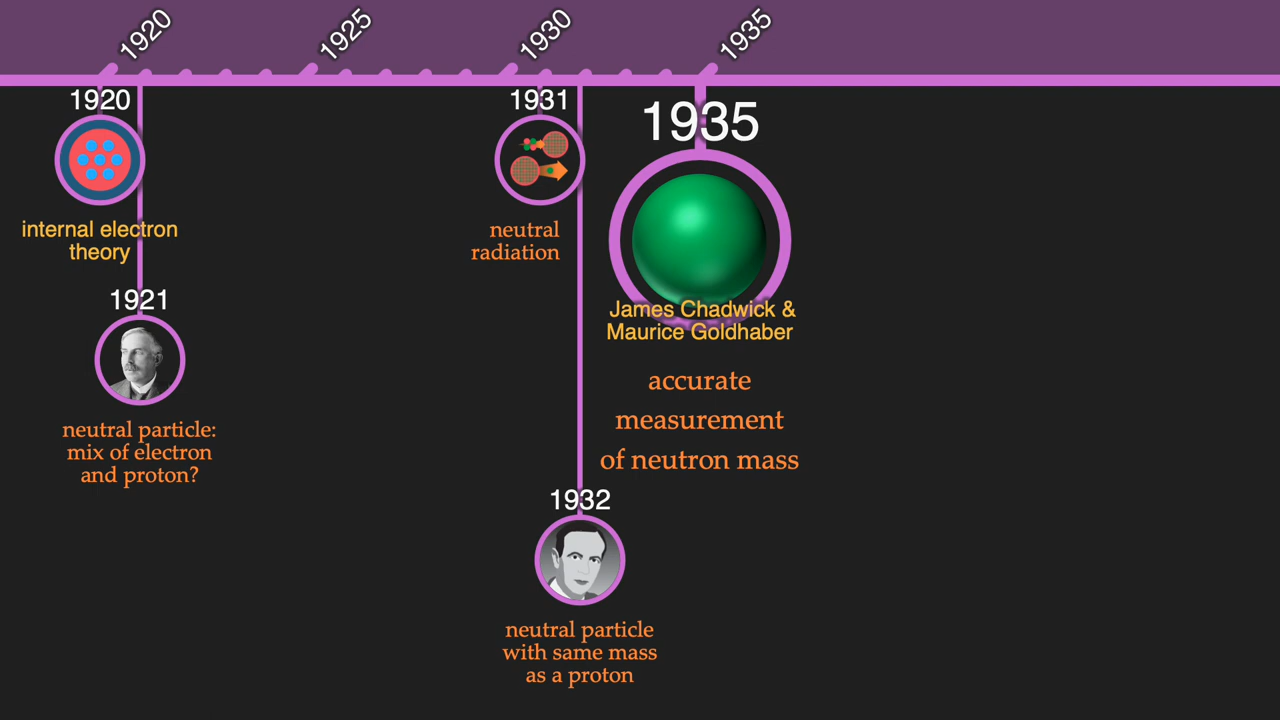 1920
1925
1930
1935
1920
internal electron
theory
1921
neutral particle:
mix of electron
and proton?
1931
neutral
radiation
1932
neutral particle
with same mass
as a proton
1935
James Chadwick &
Maurice Goldhaber
accurate
measurement
of neutron mass